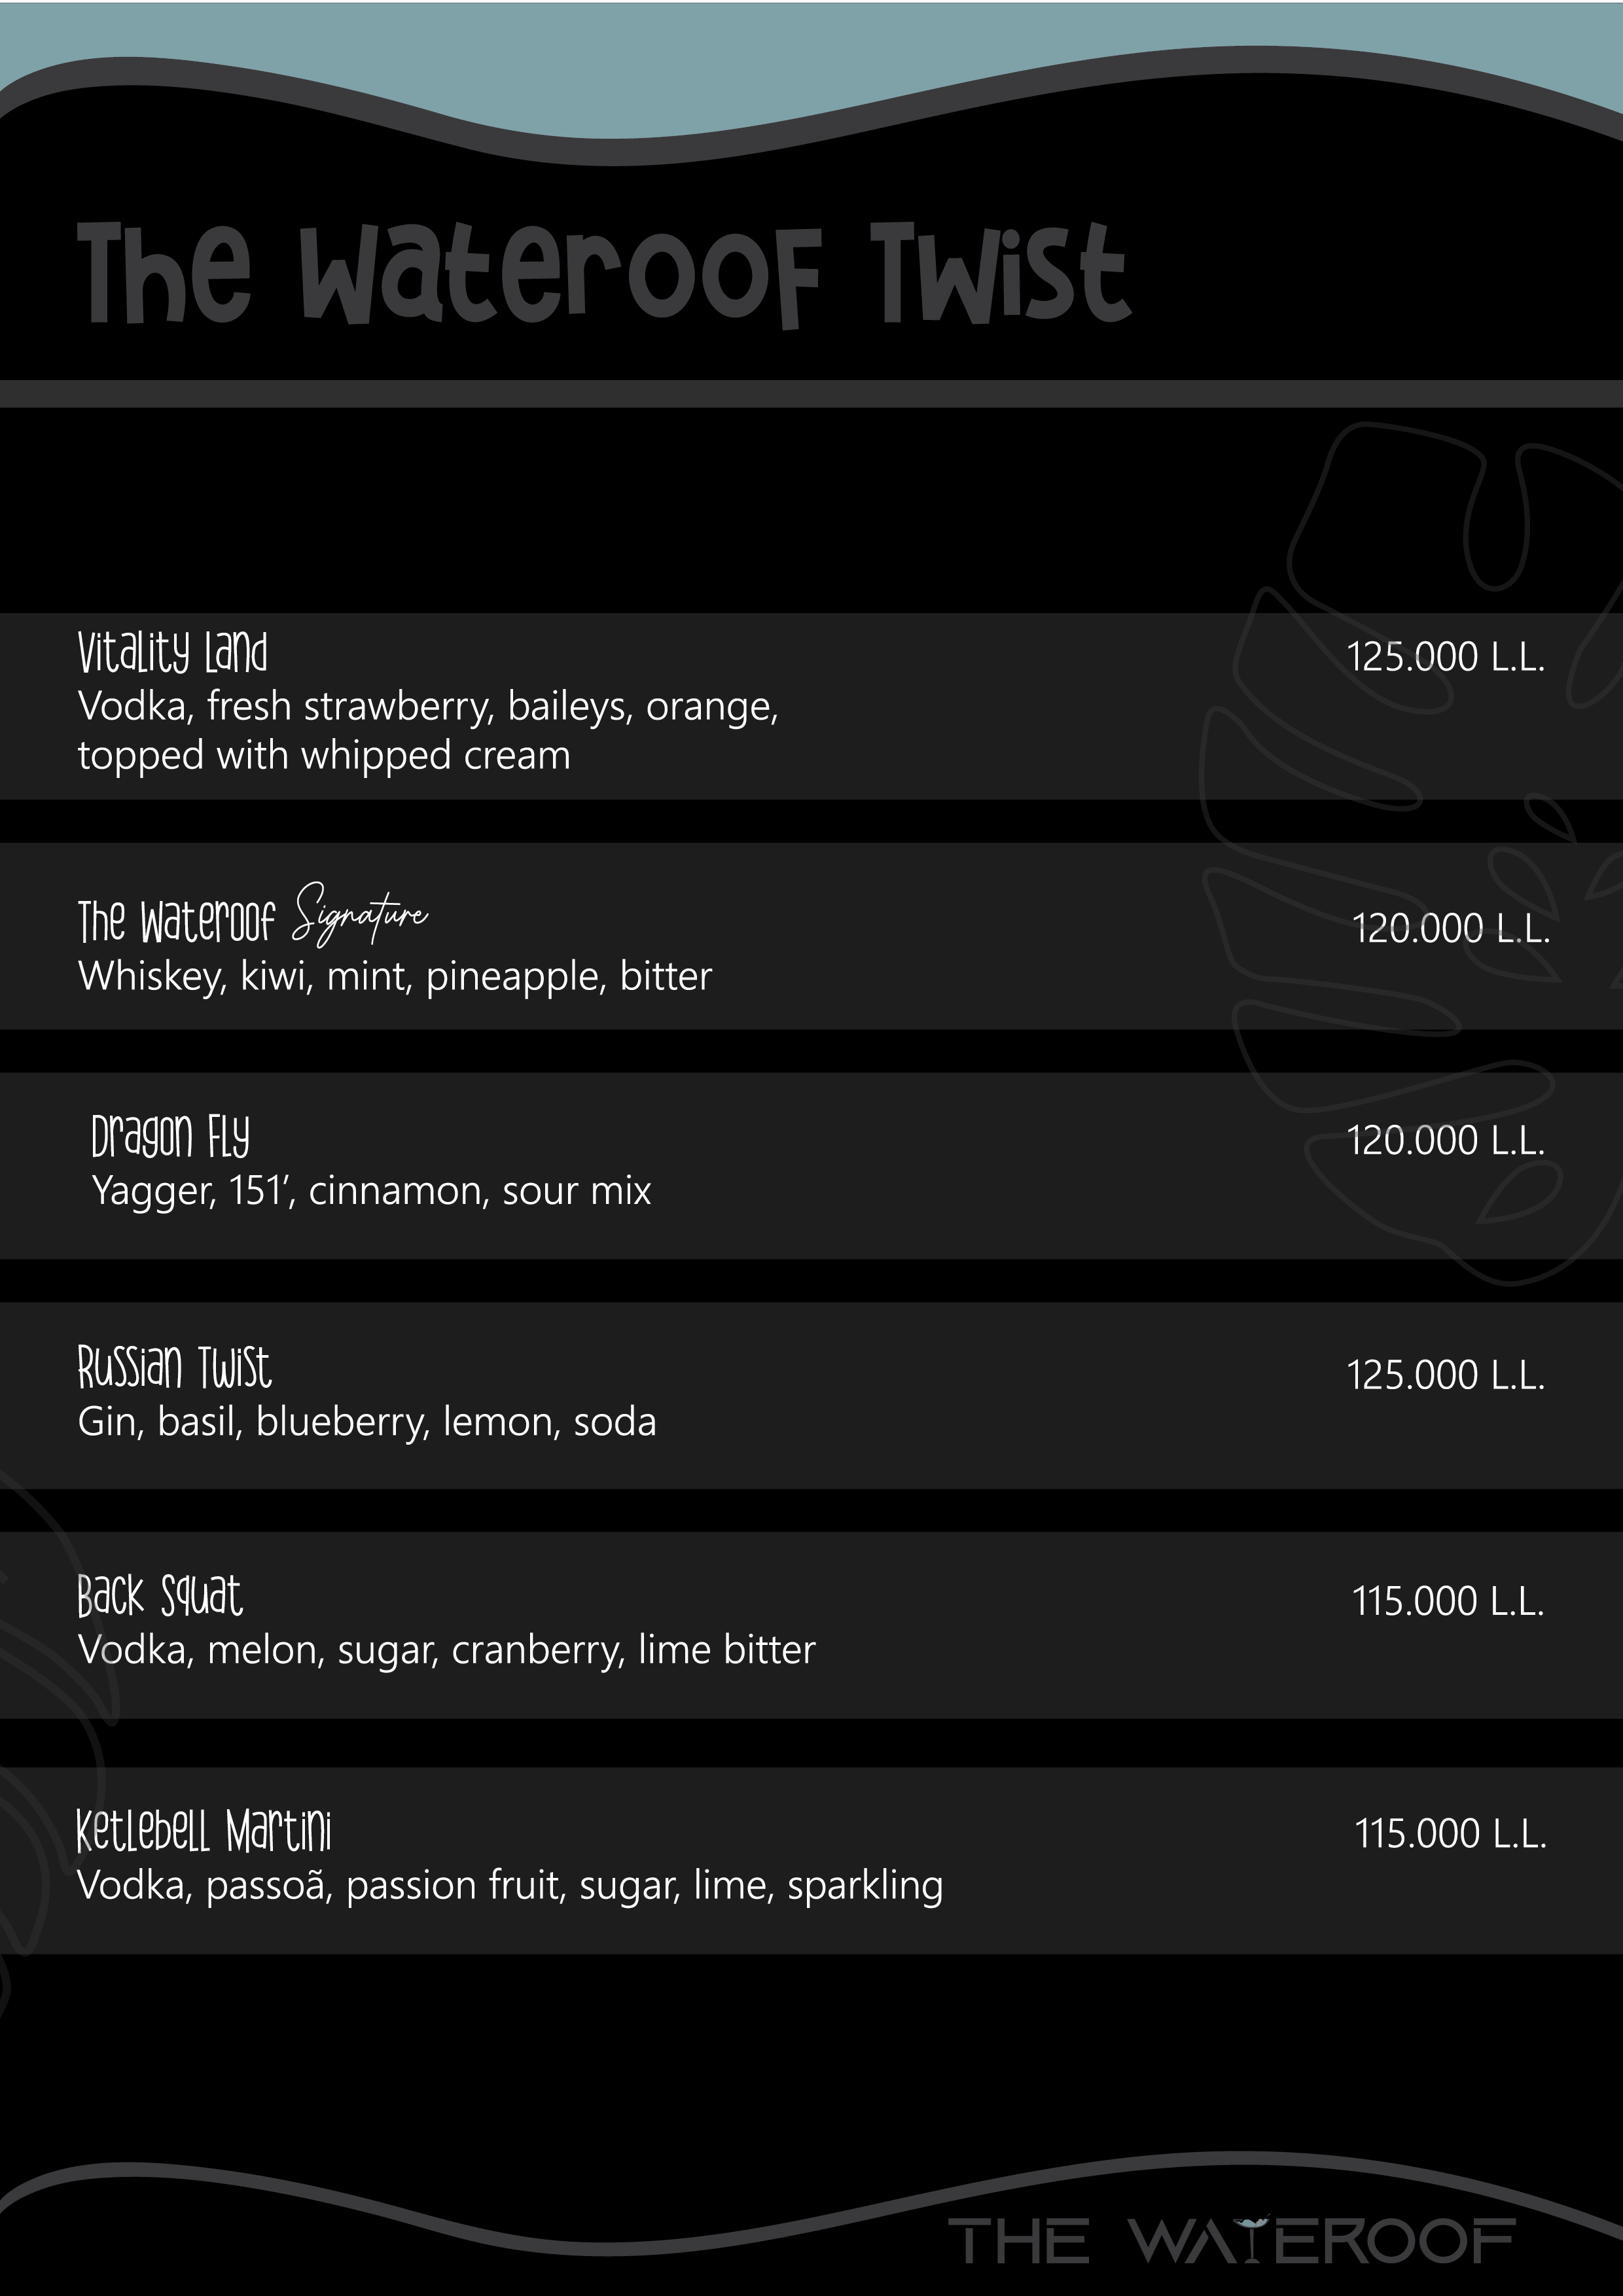 The Wateroof Twist
Vitality Land 125.000 L.L.
Vodka, fresh strawberry, baileys, orange,
topped with whipped cream
The Wateroof Signature 120.000 L.L.
Whiskey, kiwi, mint, pineapple, bitter
Dragon Fly 120.000 L.L.
Yagger, 151’, cinnamon, sour mix
Russian Twist 125.000 L.L.
Gin, basil, blueberry, lemon, soda
Back Squat 115.000 L.L.
Vodka, melon, sugar, cranberry, lime bitter
Ketlebell Martini 115.000 L.L.
Vodka, passoã, passion fruit, sugar, lime, sparkling
THE WATEROOF